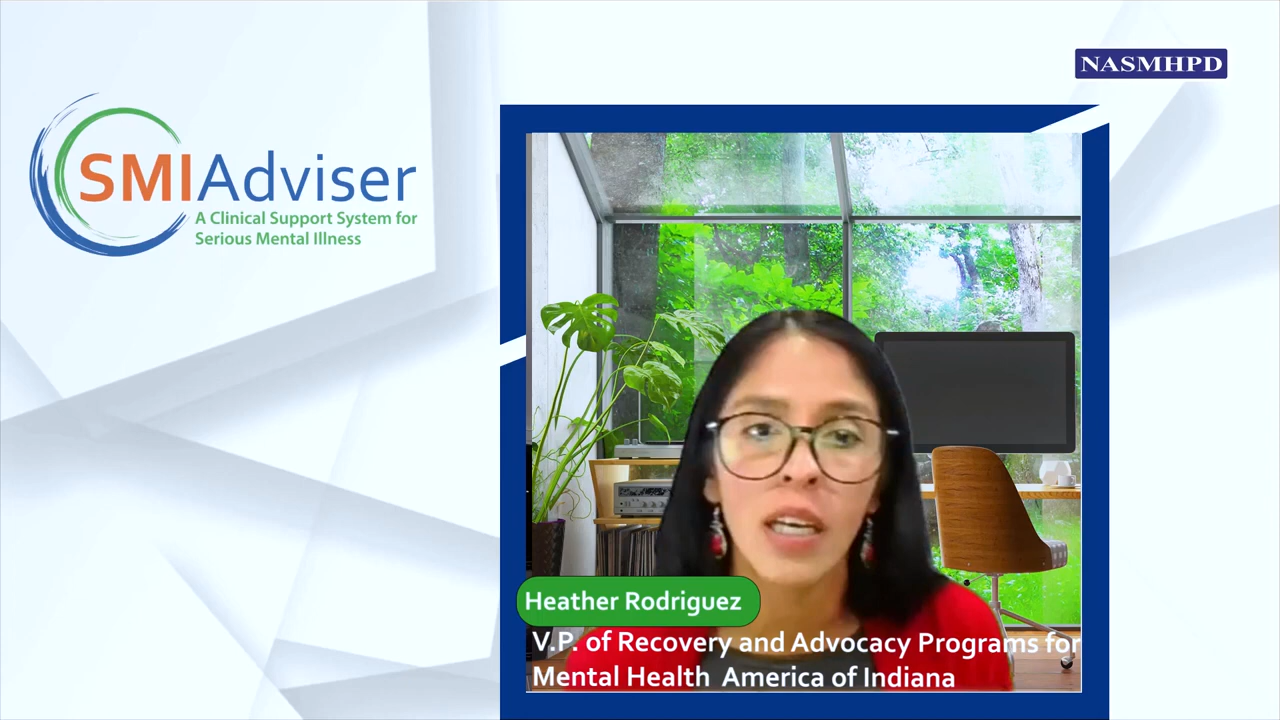 NASMHPD
SMIAdviser
A Clinical Support System for
Serious Mental Illness
Heather Rodriguez
V.P. of Recovery and Advocacy Programs for
Mental Health America of Indiana